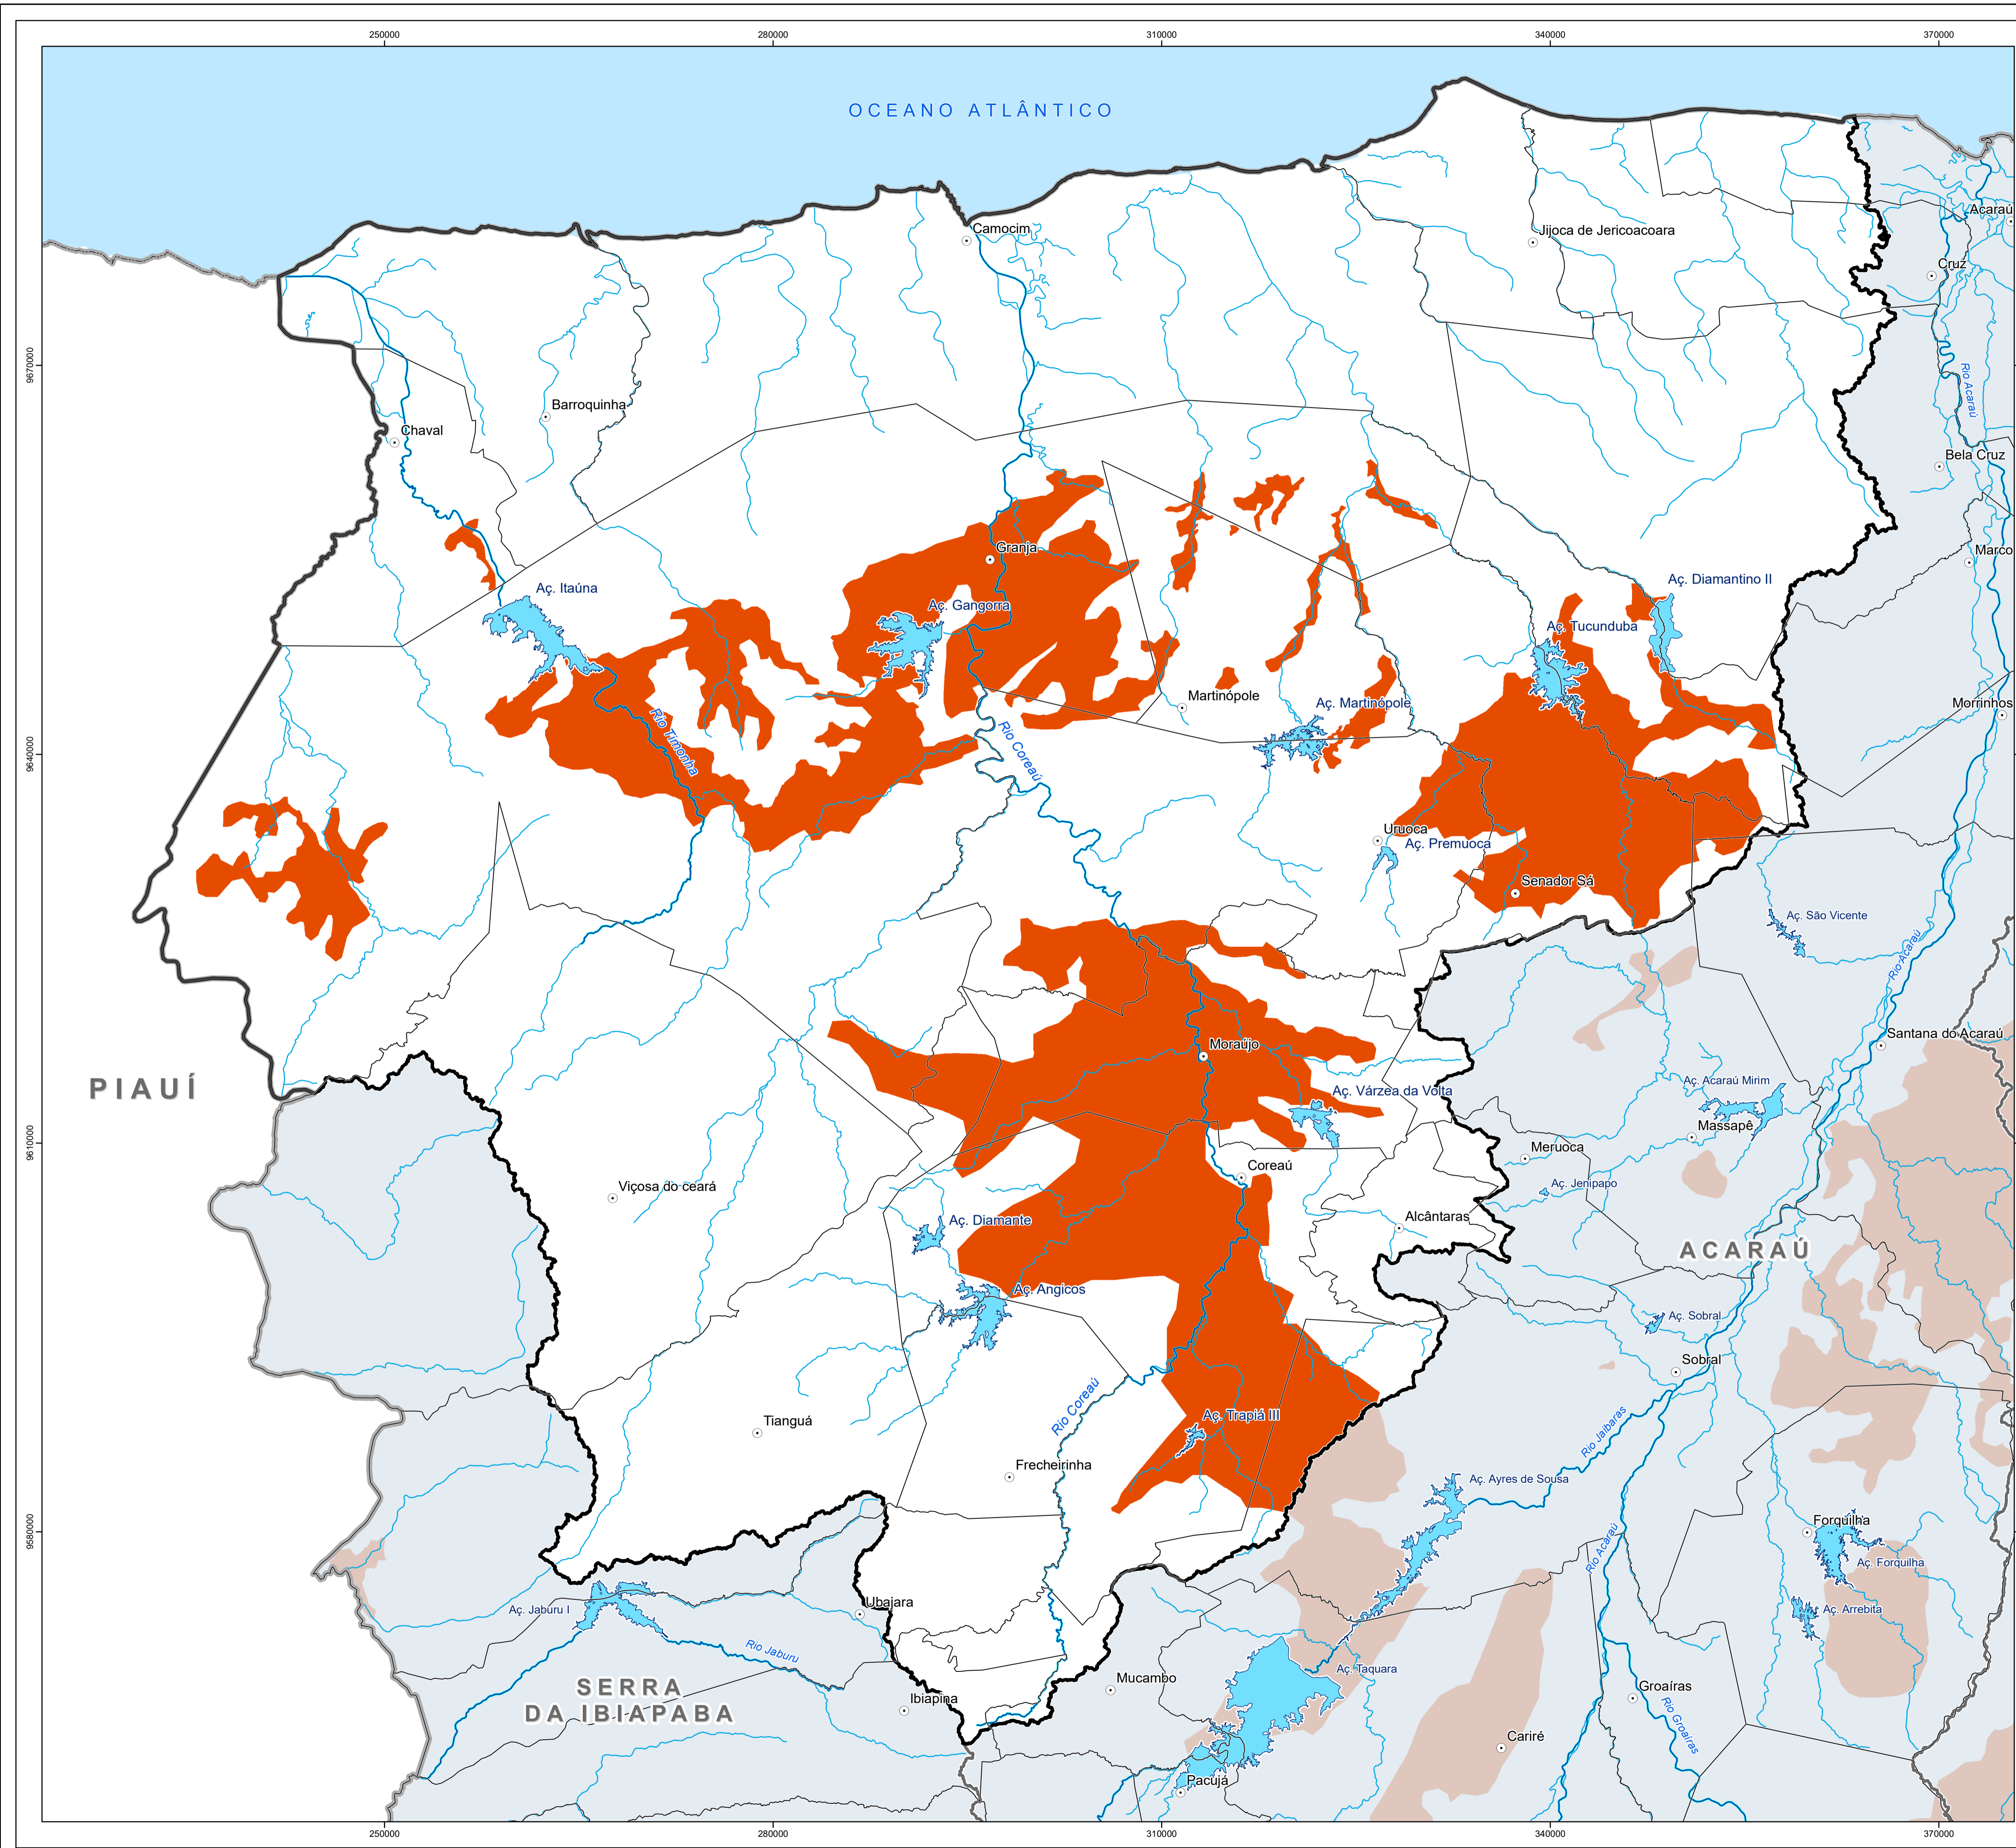 250000
280000
310000
340000
370000
OCEANO ATLÂNTICO
Acaraú
Camocim
Jijoca de Jericoacoara
Cruz
9670000
Rio Acaraú
Barroquinha
Chaval
Bela Cruz
Granja
Marco
Aç. Itaúna
Aç. Diamantino II
Aç. Gangorra
Aç. Tucunduba
Martinópole
Aç. Martinópole
Morrinhos
Rio Timonha
Rio Coreaú
9640000
Uruoca
Aç. Premuoca
Senador Sá
Aç. São Vicente
Rio Acaraú
Santana do Acaraú
Moraújo
PIAUÍ
Aç. Várzea da Volta
Aç. Acaraú Mirim
Massapê
9610000
Meruoca
Coreaú
Viçosa do ceará
Aç. Jenipapo
Aç. Diamante
Alcântaras
ACARAÚ
Aç. Angicos
Aç. Sobral
Sobral
Rio Coreaú
Tianguá
Aç. Trapiá III
Rio Jaibaras
Frecheirinha
Aç. Ayres de Sousa
9580000
Forquilha
Rio Acaraú
Aç. Forquilha
Aç. Jaburu I
Ubajara
Aç. Arrebita
Rio Jaburu
Aç. Taquara
SERRA
DA IBIAPABA
Mucambo
Groaíras
Ibiapina
Rio Groaíras
Cariré
Pacujá
250000
280000
310000
340000
370000